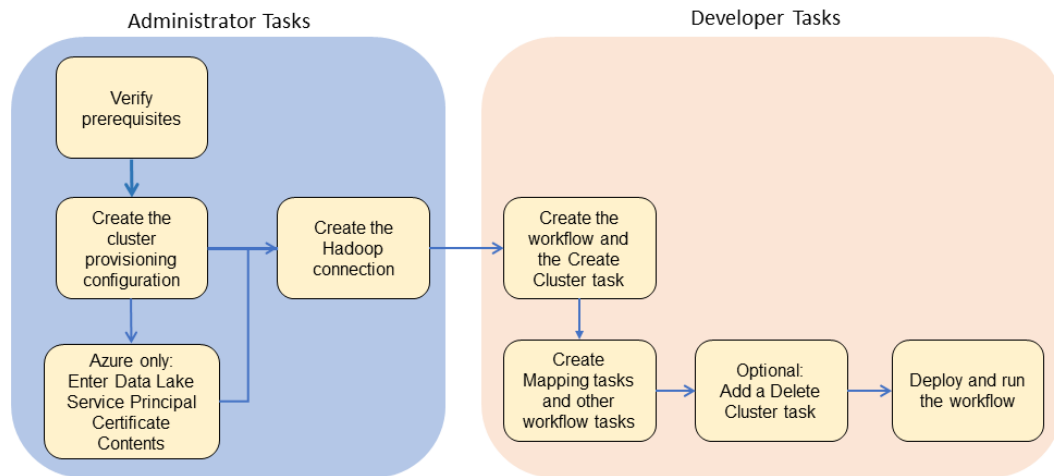 Administrator Tasks
Developer Tasks
Verify
prerequisites
Create the
cluster
provisioning
configuration
Create the
Hadoop
connection
Azure only:
Enter Data Lake
Service Principal
Certificate
Contents
Create the
workflow and
the Create
Cluster task
Create
Mapping tasks
and other
workflow tasks
Optional:
Add a Delete
Cluster task
Deploy and run
the workflow